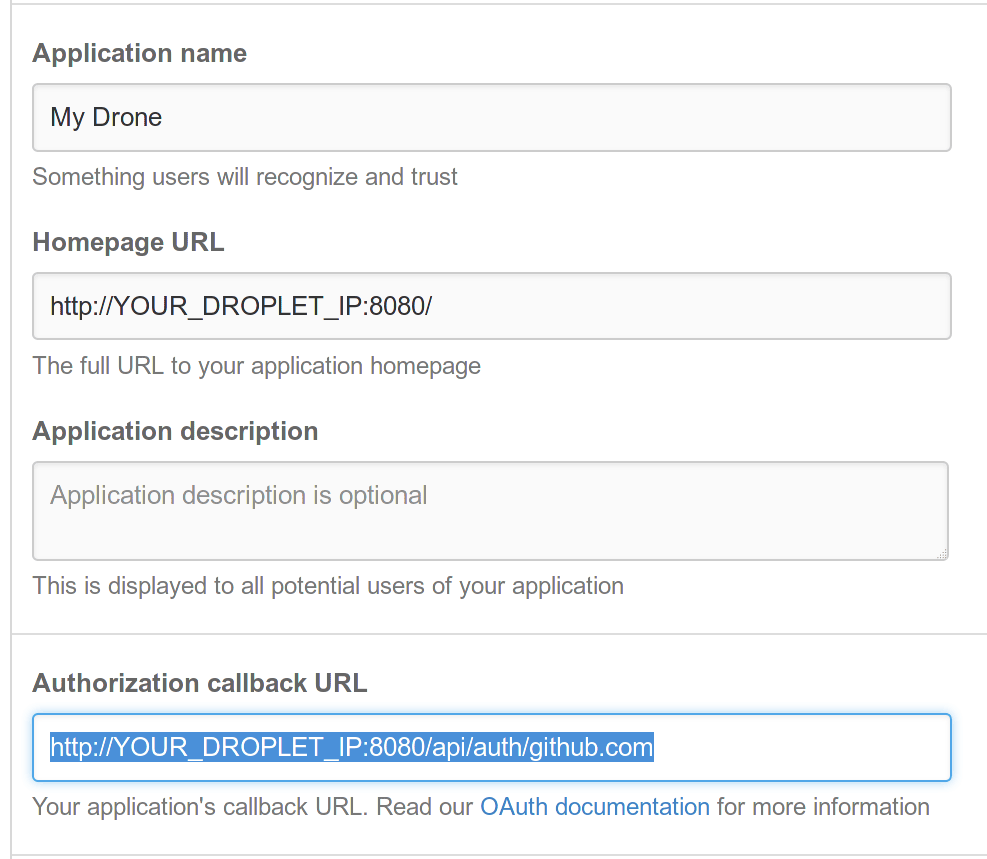 Application name
My Drone
Something users will recognize and trust
Homepage URL
http://YOUR_DROPLET_IP:8080/
The full URL to your application homepage
Application description
Application description is optional
This is displayed to all potential users of your application
Authorization callback URL
http://YOUR_DROPLET_IP:8080/api/auth/github.com
Your application's callback URL. Read our OAuth documentation for more information